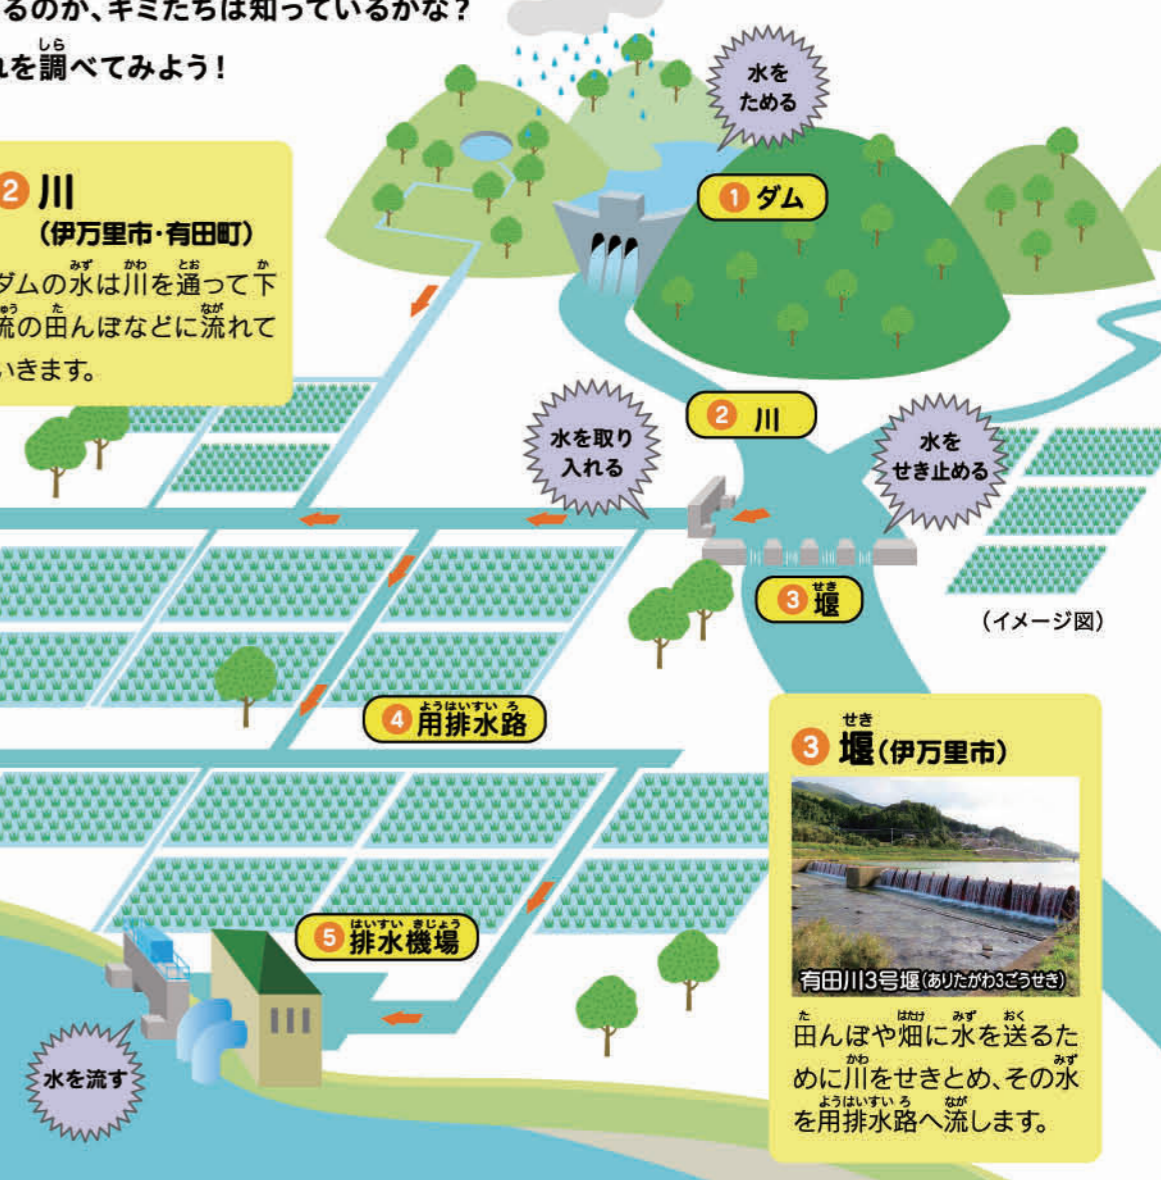 るのか、キミたちは知っているかな？
れを調べてみよう！
水を
ためる
① ダム
② 川
（伊万里市・有田町）
ダムの水は川を通って下
流の田んぼなどに流れて
いきます。
② 川
水を取り
入れる
水を
せき止める
③ 堰
（イメージ図）
④ 用排水路
③ 堰（伊万里市）
有田川3号堰（ありたがわ3ごうせき）
田んぼや畑に水を送るた
めに川をせきとめ、その水
を用排水路へ流します。
⑤ 排水機場
水を流す